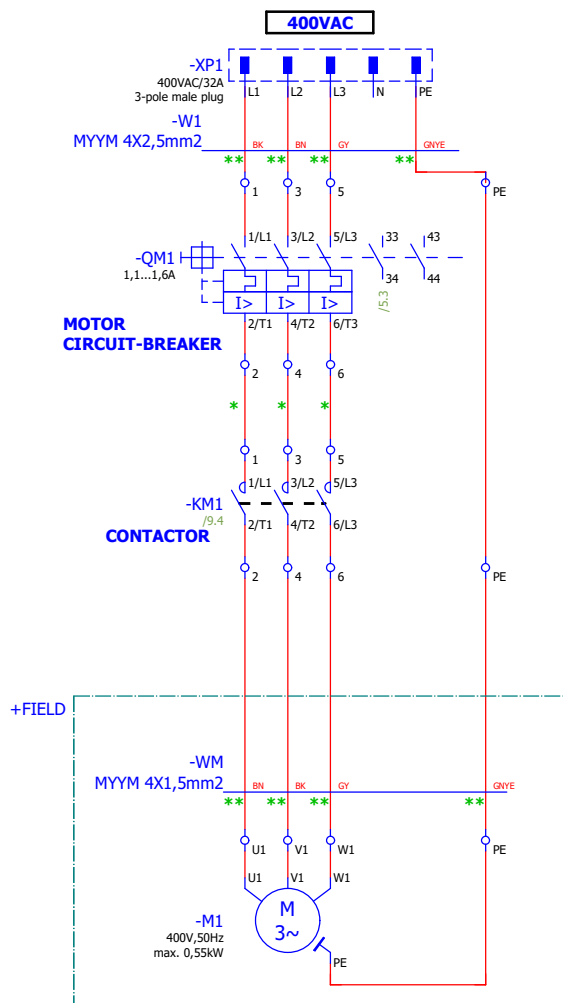 400VAC
-XP1
400VAC/32A
3-pole male plug
L1 L2 L3 N PE
-W1
MYYM 4X2,5mm2
BK BN GY GNYE
** ** ** **
1 3 5 PE
1/L1 3/L2 5/L3 33 43
-QM1
1,1...1,6A
34 44
I> I> I>
/5.3
2/T1 4/T2 6/T3
MOTOR
CIRCUIT-BREAKER
2 4 6
* * *
1 3 5
1/L1 3/L2 5/L3
-KM1
/9.4
2/T1 4/T2 6/L3
CONTACTOR
2 4 6 PE
+FIELD
-WM
MYYM 4X1,5mm2
BN BK GY GNYE
** ** ** **
U1 V1 W1 PE
U1 V1 W1
-M1
400V,50Hz
max. 0,55kW
M
3~
PE